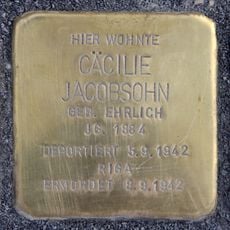 HIER WOHNTE
CÄCILIE
JACOBSOHN
GEB. EHRLICH
JG. 1884
DEPORTIERT 5.9.1942
RIGA
ERMORDET 8.9.1942